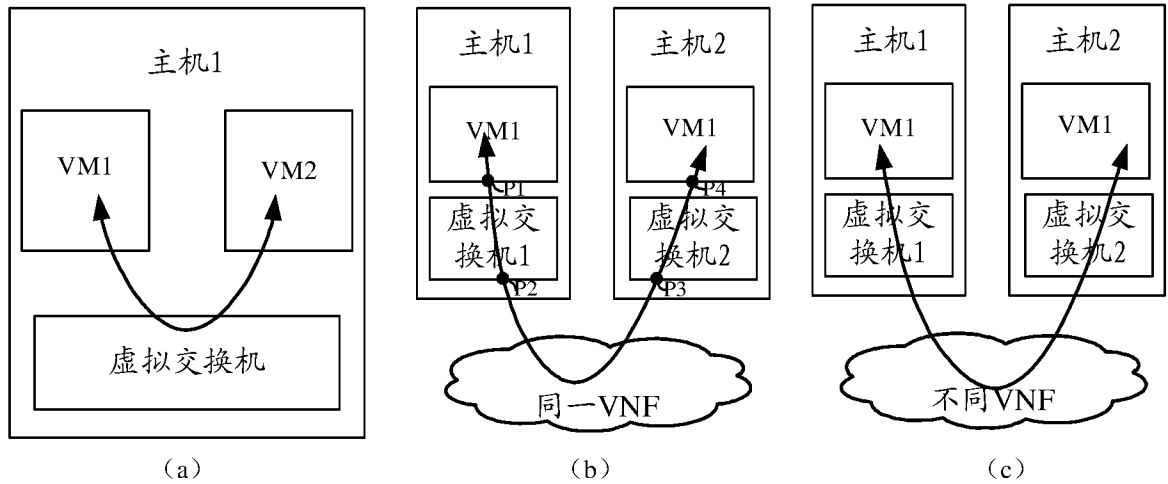 主机1
VM1
VM2
虚拟交换机
(a)
主机1
VM1
P1
虚拟交
换机1
P2
主机2
VM1
P4
虚拟交
换机2
P3
同一VNF
(b)
主机1
VM1
虚拟交
换机1
主机2
VM1
虚拟交
换机2
不同VNF
(c)